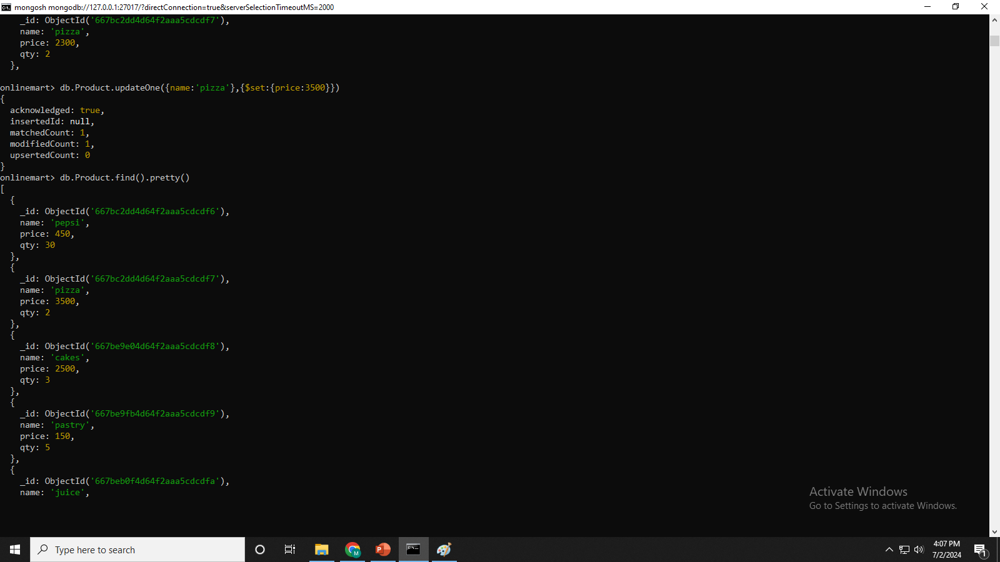 mongosh mongodb://127.0.0.1:27017/?directConnection=true&serverSelectionTimeoutMS=2000
_id: ObjectId('667bc2dd4d64f2aaa5cdcdf7'),
name: 'pizza',
price: 2300,
qty: 2
},
onlinemart> db.Product.updateOne({name:'pizza'},{$set:{price:3500}})
{
acknowledged: true,
insertedId: null,
matchedCount: 1,
modifiedCount: 1,
upsertedCount: 0
}
onlinemart> db.Product.find().pretty()
[
{
_id: ObjectId('667bc2dd4d64f2aaa5cdcdf6'),
name: 'pepsi',
price: 450,
qty: 30
},
{
_id: ObjectId('667bc2dd4d64f2aaa5cdcdf7'),
name: 'pizza',
price: 3500,
qty: 2
},
{
_id: ObjectId('667be9e04d64f2aaa5cdcdf8'),
name: 'cakes',
price: 2500,
qty: 3
},
{
_id: ObjectId('667be9fb4d64f2aaa5cdcdf9'),
name: 'pastry',
price: 150,
qty: 5
},
{
_id: ObjectId('667beb0f4d64f2aaa5cdcdfa'),
name: 'juice',
Activate Windows
Go to Settings to activate Windows.
Type here to search
M
P
4:07 PM
7/2/2024
1